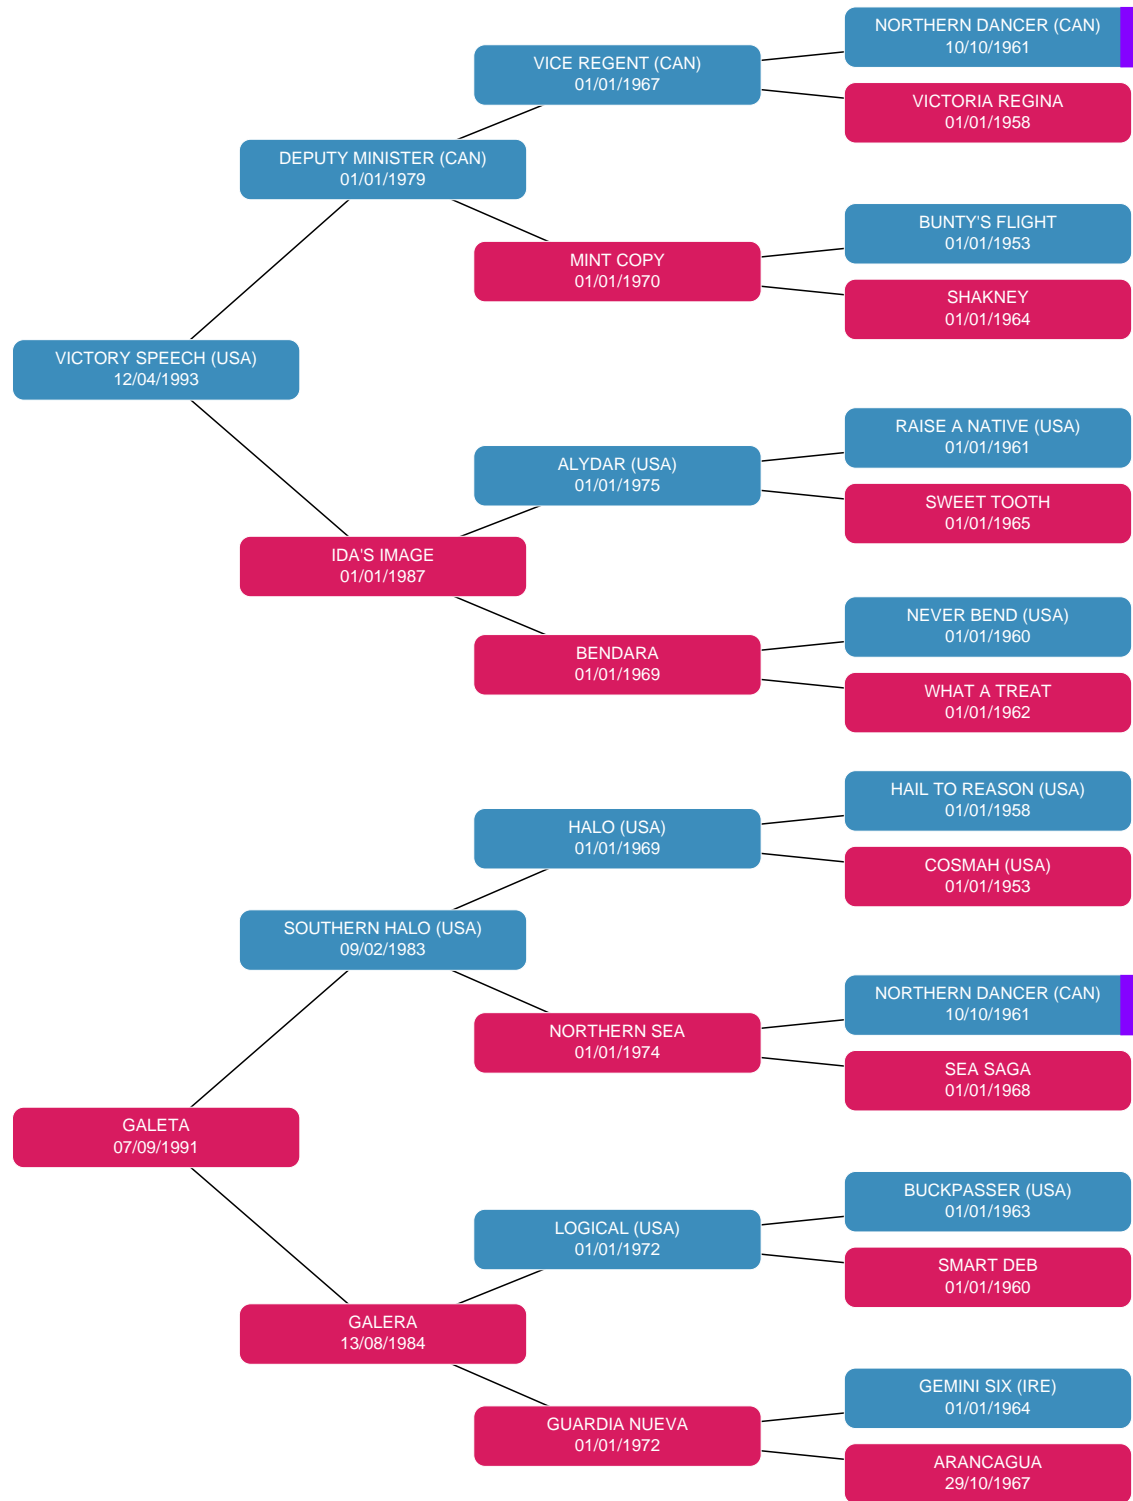 NORTHERN DANCER (CAN)
10/10/1961
VICE REGENT (CAN)
01/01/1967
VICTORIA REGINA
01/01/1958
DEPUTY MINISTER (CAN)
01/01/1979
BUNTY'S FLIGHT
01/01/1953
MINT COPY
01/01/1970
SHAKNEY
01/01/1964
VICTORY SPEECH (USA)
12/04/1993
RAISE A NATIVE (USA)
01/01/1961
ALYDAR (USA)
01/01/1975
SWEET TOOTH
01/01/1965
IDA'S IMAGE
01/01/1987
NEVER BEND (USA)
01/01/1960
BENDARA
01/01/1969
WHAT A TREAT
01/01/1962
HAIL TO REASON (USA)
01/01/1958
HALO (USA)
01/01/1969
COSMAH (USA)
01/01/1953
SOUTHERN HALO (USA)
09/02/1983
NORTHERN DANCER (CAN)
10/10/1961
NORTHERN SEA
01/01/1974
SEA SAGA
01/01/1968
GALETA
07/09/1991
BUCKPASSER (USA)
01/01/1963
LOGICAL (USA)
01/01/1972
SMART DEB
01/01/1960
GALERA
13/08/1984
GEMINI SIX (IRE)
01/01/1964
GUARDIA NUEVA
01/01/1972
ARANCAGUA
29/10/1967